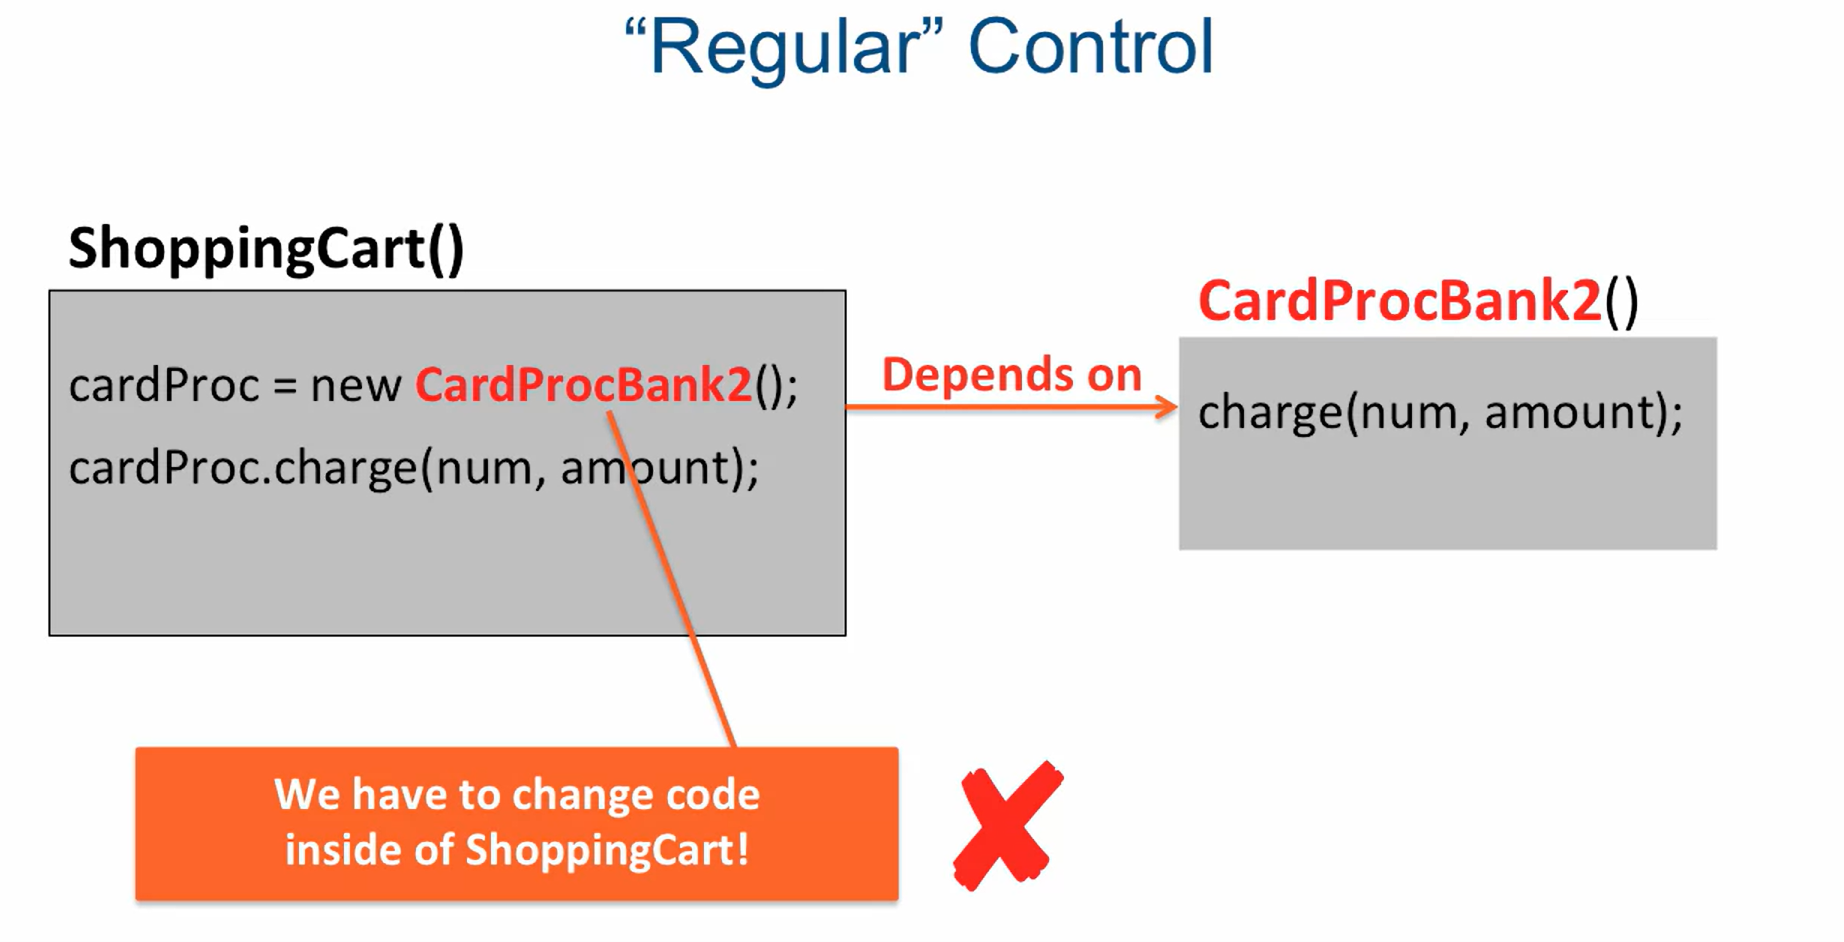 “Regular” Control
ShoppingCart()
cardProc = new CardProcBank2();
cardProc.charge(num, amount);
Depends on
CardProcBank2()
charge(num, amount);
We have to change code
inside of ShoppingCart!